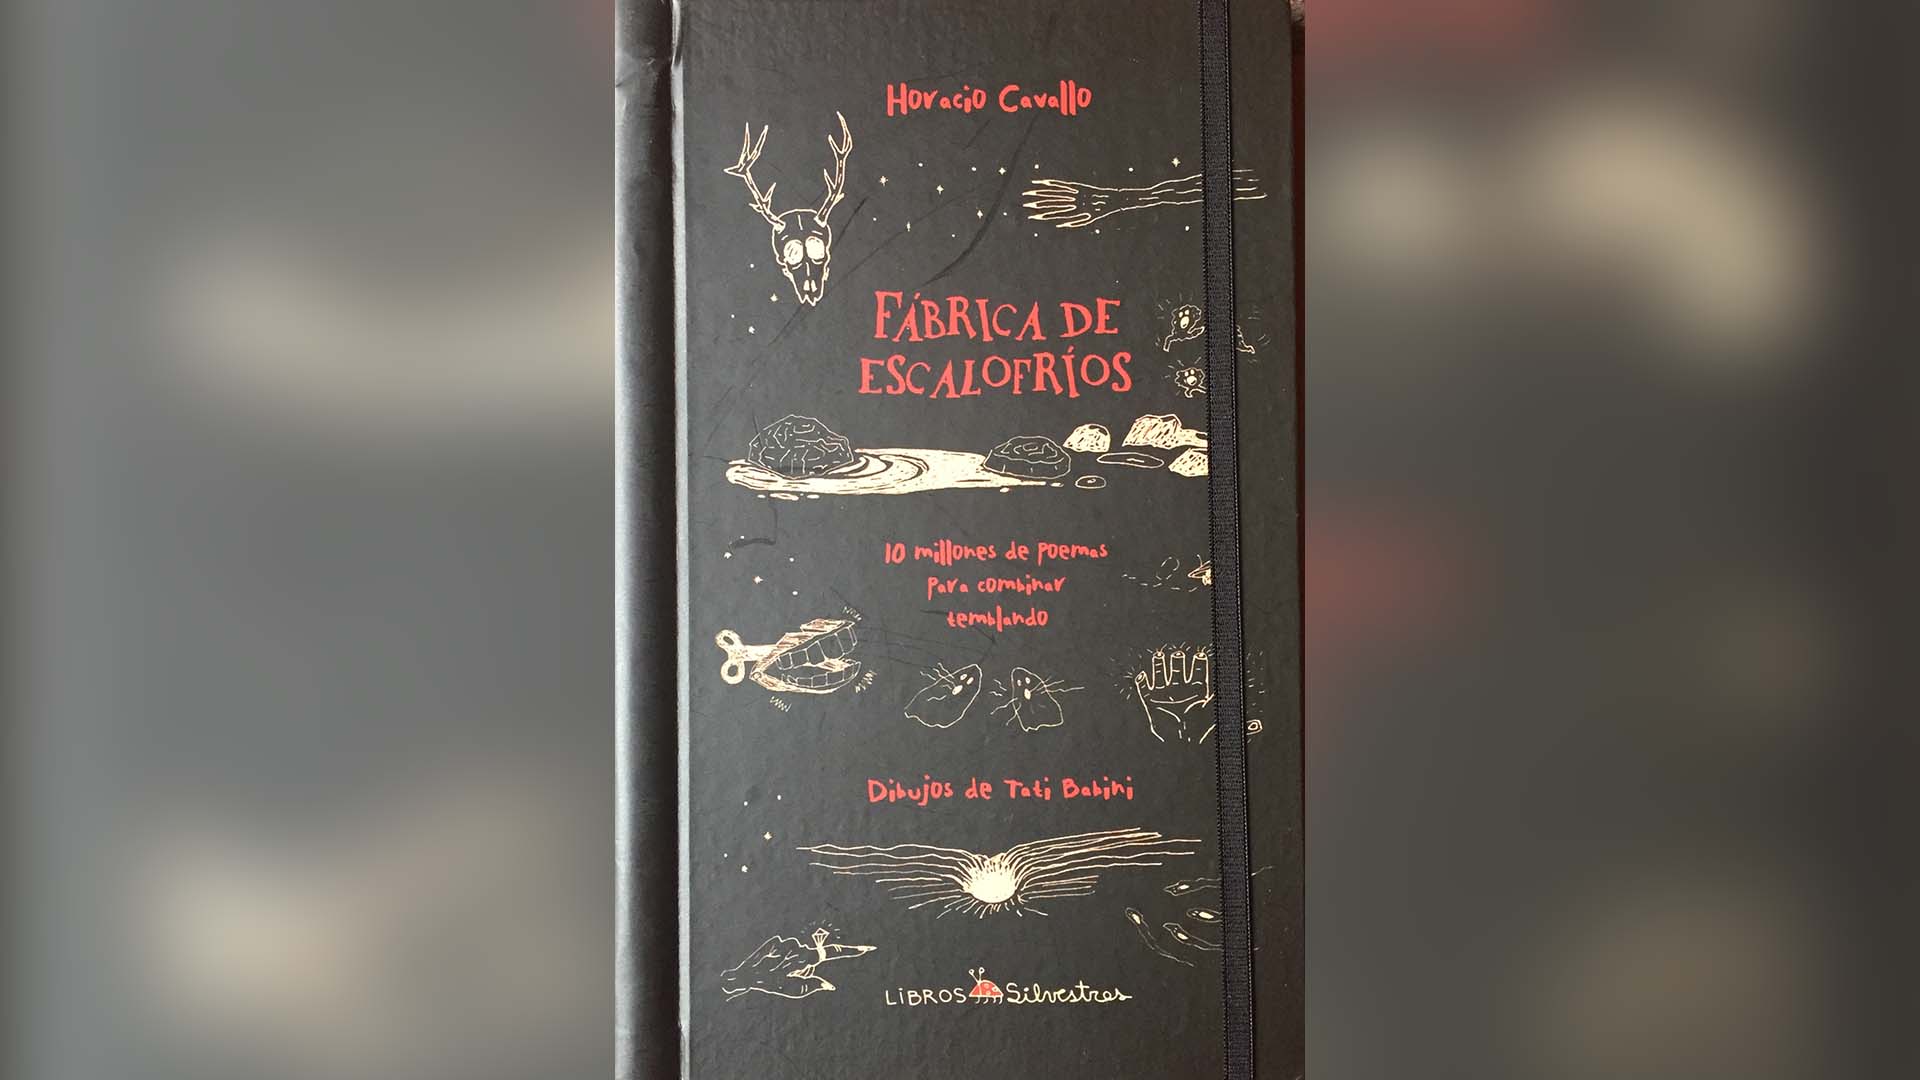 Horacio Cavallo
FÁBRICA DE
ESCALOFRÍOS
10 millones de poemas
para combinar
temblando
Dibujos de Tati Babini
LIBROS Silvestres